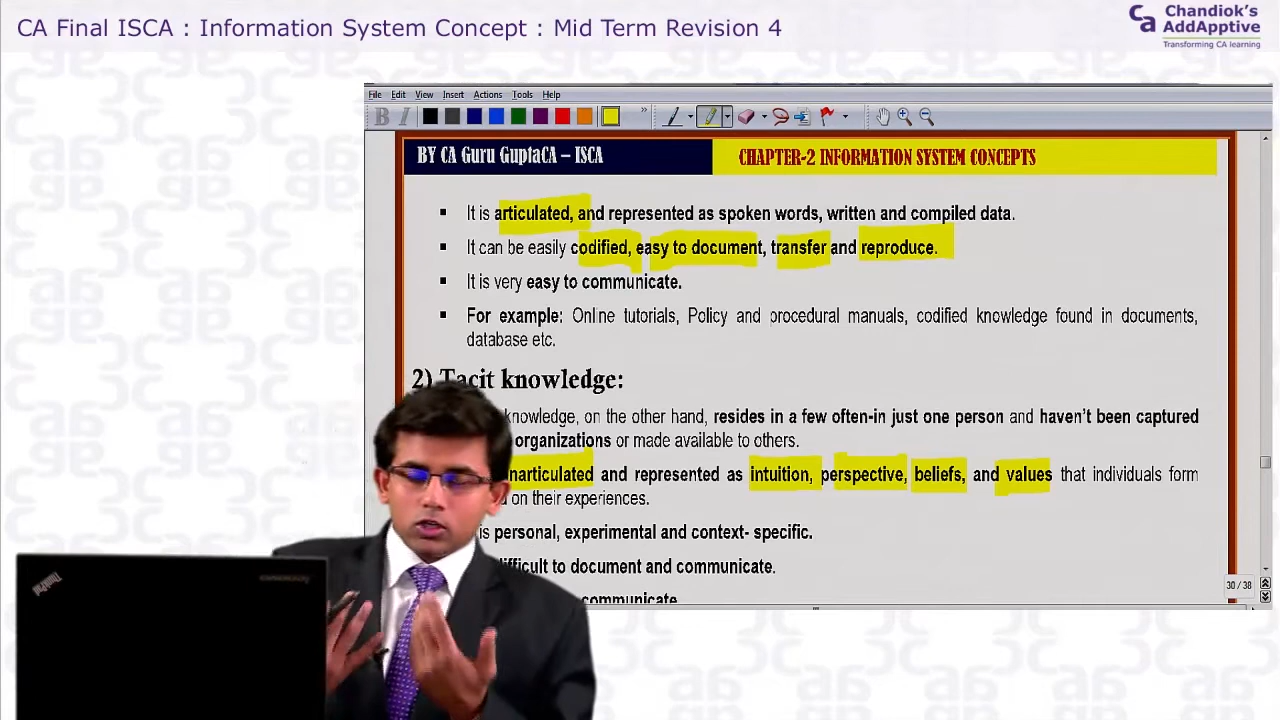 CA Final ISCA : Information System Concept : Mid Term Revision 4
Chandiok's
AddApptive
Transforming CA learning
File Edit View Insert Actions Tools Help
B I
BY CA Guru GuptaCA – ISCA
CHAPTER-2 INFORMATION SYSTEM CONCEPTS
It is articulated, and represented as spoken words, written and compiled data.
It can be easily codified, easy to document, transfer and reproduce.
It is very easy to communicate.
For example: Online tutorials, Policy and procedural manuals, codified knowledge found in documents,
database etc.
2) Tacit knowledge:
knowledge, on the other hand, resides in a few often-in just one person and haven't been captured
organizations or made available to others.
narticulated and represented as intuition, perspective, beliefs, and values that individuals form
on their experiences.
is personal, experimental and context- specific.
difficult to document and communicate.
communicate.
30 / 38
ThinkPad